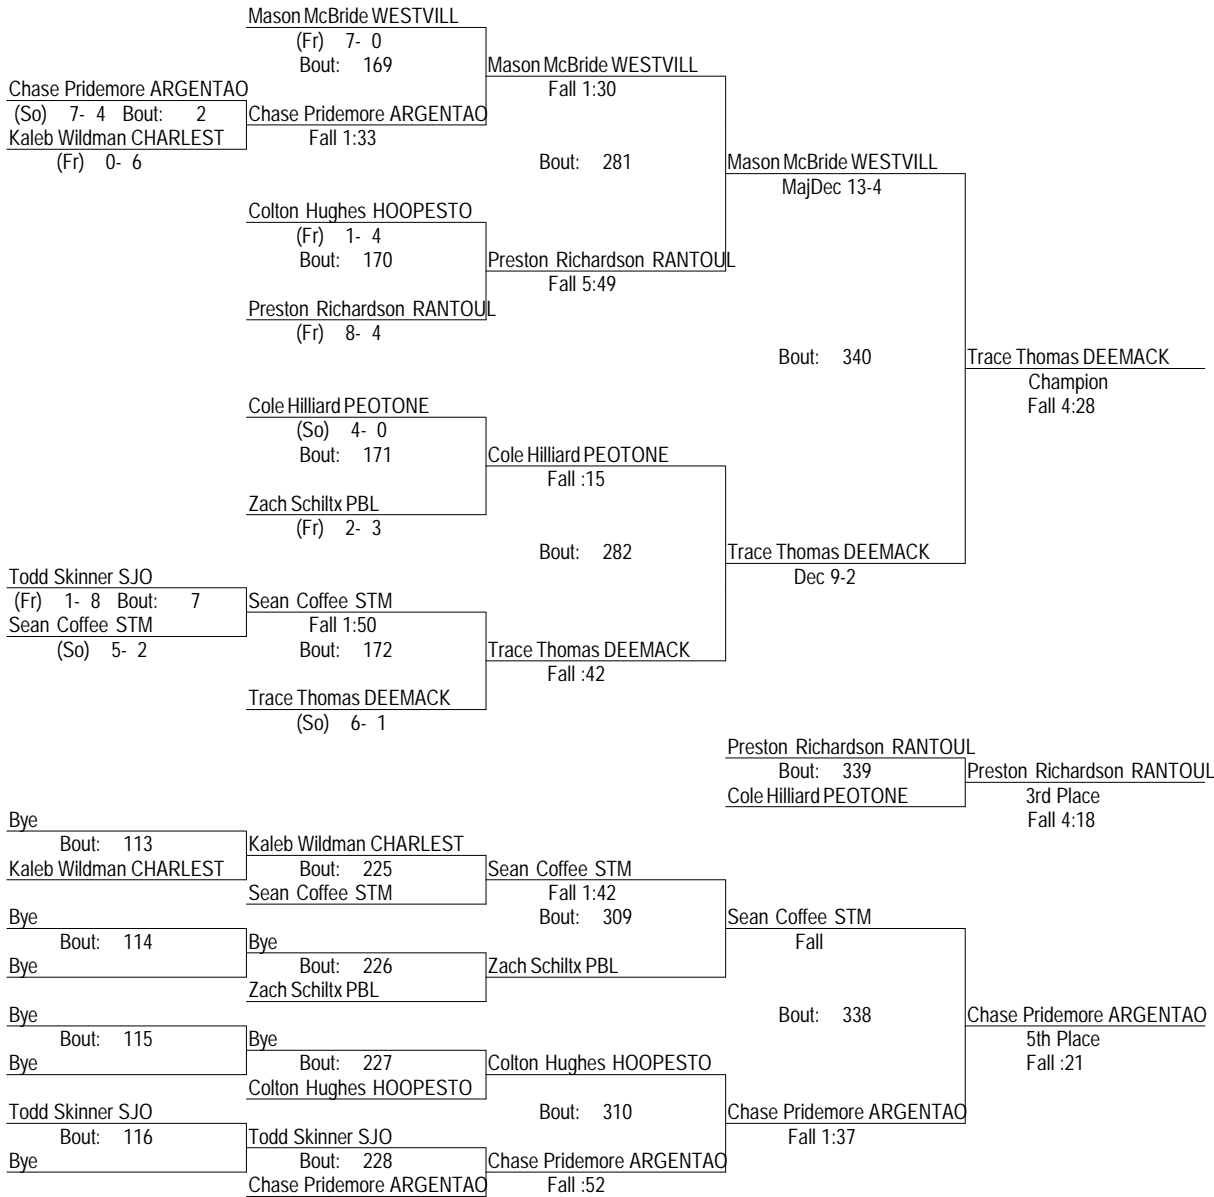 Mason McBride WESTVILL
(Fr) 7- 0
Bout: 169
Mason McBride WESTVILL
Fall 1:30
Chase Pridemore ARGENTAO
(So) 7- 4 Bout: 2
Chase Pridemore ARGENTAO
Fall 1:33
Kaleb Wildman CHARLEST
(Fr) 0- 6
Bout: 281
Mason McBride WESTVILL
MajDec 13-4
Colton Hughes HOOPESTO
(Fr) 1- 4
Bout: 170
Preston Richardson RANTOUL
Fall 5:49
Preston Richardson RANTOUL
(Fr) 8- 4
Bout: 340
Trace Thomas DEEMACK
Champion
Fall 4:28
Cole Hilliard PEOTONE
(So) 4- 0
Bout: 171
Cole Hilliard PEOTONE
Fall :15
Zach Schiltx PBL
(Fr) 2- 3
Bout: 282
Trace Thomas DEEMACK
Dec 9-2
Todd Skinner SJO
(Fr) 1- 8 Bout: 7
Sean Coffee STM
Fall 1:50
Sean Coffee STM
(So) 5- 2
Bout: 172
Trace Thomas DEEMACK
Fall :42
Trace Thomas DEEMACK
(So) 6- 1
Preston Richardson RANTOUL
Bout: 339
Preston Richardson RANTOUL
Cole Hilliard PEOTONE
3rd Place
Fall 4:18
Bye
Bout: 113
Kaleb Wildman CHARLEST
Kaleb Wildman CHARLEST
Bout: 225
Sean Coffee STM
Sean Coffee STM
Fall 1:42
Bye
Bout: 309
Sean Coffee STM
Fall
Bout: 114
Bye
Bye
Bout: 226
Zach Schiltx PBL
Zach Schiltx PBL
Bye
Bout: 338
Chase Pridemore ARGENTAO
5th Place
Fall :21
Bout: 115
Bye
Bye
Bout: 227
Colton Hughes HOOPESTO
Colton Hughes HOOPESTO
Todd Skinner SJO
Bout: 310
Chase Pridemore ARGENTAO
Fall 1:37
Bout: 116
Todd Skinner SJO
Bye
Bout: 228
Chase Pridemore ARGENTAO
Chase Pridemore ARGENTAO
Fall :52